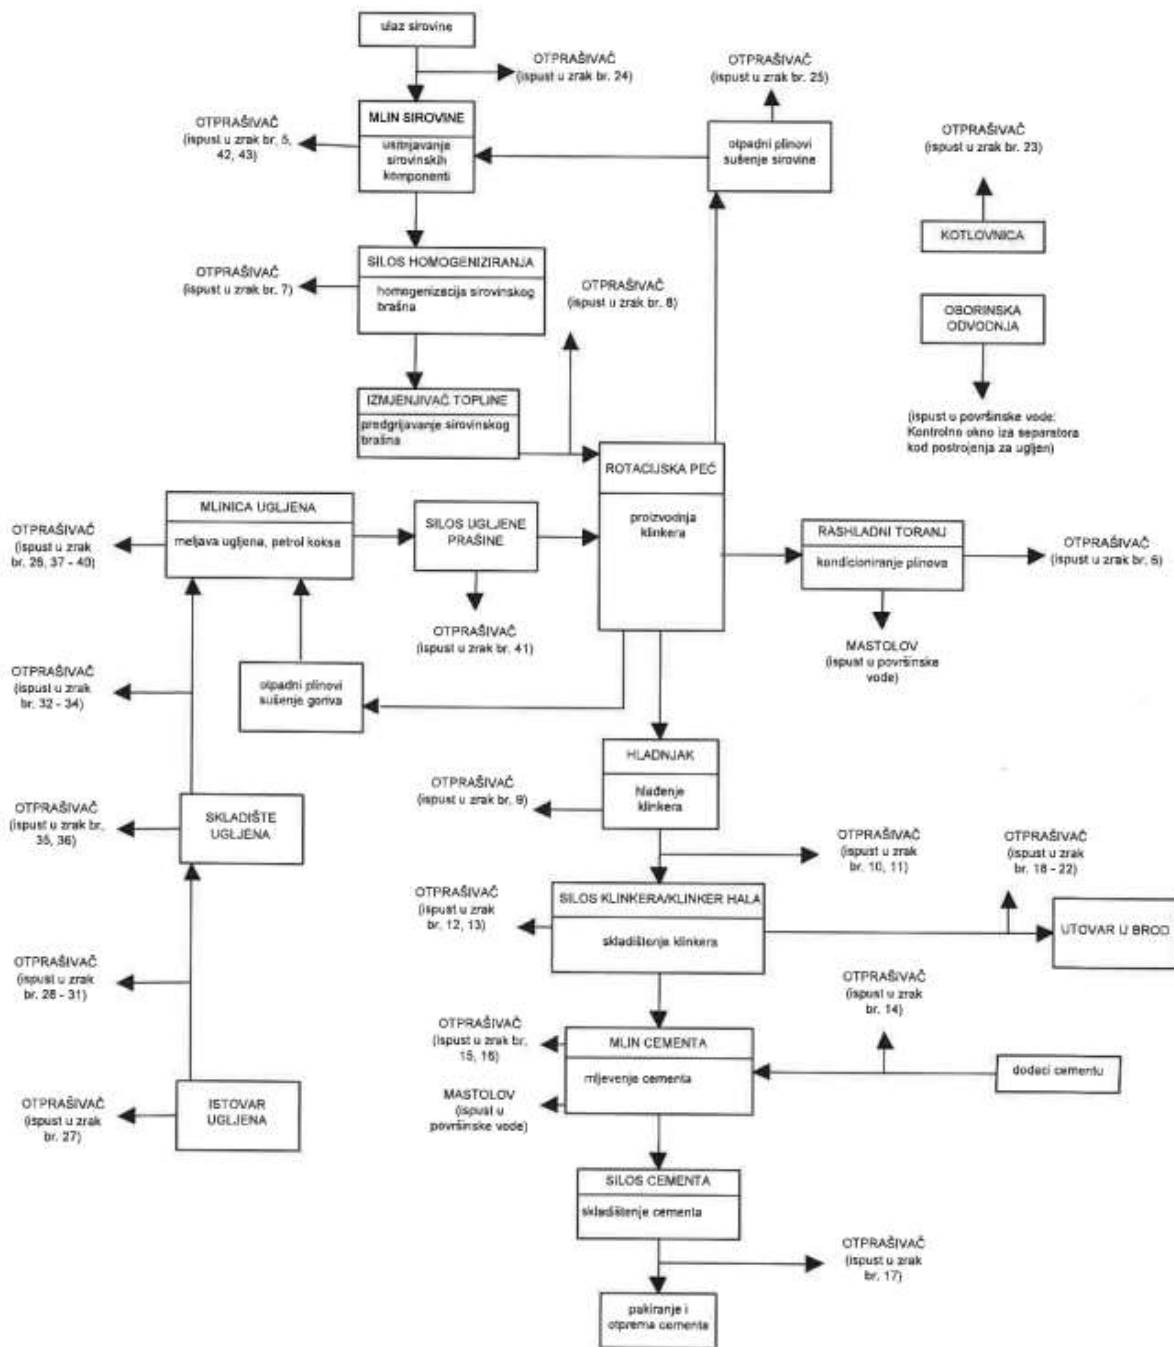 ulaz sirovine
OTPRAŠIVAČ
(ispust u zrak br. 24)
OTPRAŠIVAČ
(ispust u zrak br. 25)
OTPRAŠIVAČ
(ispust u zrak br. 5,
42, 43)
MLIN SIROVINE
usitnjavanje
sirovinskih
komponenti
otpadni plinovi
sušenje sirovine
OTPRAŠIVAČ
(ispust u zrak br. 23)
KOTLOVNICA
OTPRAŠIVAČ
(ispust u zrak br. 7)
SILOS HOMOGENIZIRANJA
homogenizacija sirovinskog
brašna
OTPRAŠIVAČ
(ispust u zrak br. 8)
OBORINSKA
ODVODNJA
(ispust u površinske vode:
Kontrolno okno iza separatora
kod postrojenja za ugljen)
IZMJENJIVAČ TOPLINE
predgrijavanje sirovinskog
brašna
ROTACIJSKA PEĆ
proizvodnja
klinkera
OTPRAŠIVAČ
(ispust u zrak
br. 26, 37 - 40)
MLINICA UGLJENA
meljava ugljena, petrol koksa
SILOS UGLJENE
PRAŠINE
OTPRAŠIVAČ
(ispust u zrak br. 41)
RASHLADNI TORANJ
kondicioniranje plinova
OTPRAŠIVAČ
(ispust u zrak br. 6)
MASTOLOV
(ispust u površinske
vode)
OTPRAŠIVAČ
(ispust u zrak
br. 32 - 34)
otpadni plinovi
sušenje goriva
HLADNJAK
hlađenje
klinkera
OTPRAŠIVAČ
(ispust u zrak br. 9)
OTPRAŠIVAČ
(ispust u zrak br.
35, 36)
SKLADIŠTE
UGLJENA
OTPRAŠIVAČ
(ispust u zrak
br. 10, 11)
OTPRAŠIVAČ
(ispust u zrak
br. 18 - 22)
OTPRAŠIVAČ
(ispust u zrak
br. 12, 13)
SILOS KLINKERA/KLINKER HALA
skladištenje klinkera
UTOVAR U BROD
OTPRAŠIVAČ
(ispust u zrak
br. 28 - 31)
OTPRAŠIVAČ
(ispust u zrak
br. 14)
OTPRAŠIVAČ
(ispust u zrak br.
15, 16)
MLIN CEMENTA
mljevenje cementa
dodaci cementu
MASTOLOV
(ispust u
površinske vode)
OTPRAŠIVAČ
(ispust u zrak
br. 27)
ISTOVAR
UGLJENA
SILOS CEMENTA
skladištenje cementa
OTPRAŠIVAČ
(ispust u zrak
br. 17)
pakiranje i
otprema cementa